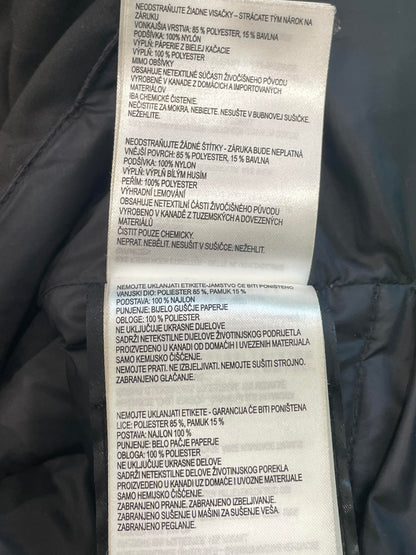 NEODSTRAŇUJTE ŽIADNE VISAČKY – STRÁCATE TÝM NÁROK NA
ZÁRUKU
VONKAJŠIA VRSTVA: 85 % POLYESTER, 15 % BAVLNA
PODŠÍVKA: 100% NYLÓN
VÝPLŇ: PÁPERIE Z BIELEJ KAČACIE
VÝPLŇ: 100 % POLYESTER
MIMO OBŠÍVKY
OBSAHUJE NETEXTILNÉ SÚČASTI ŽIVOČÍŠNEHO PÔVODU
VYROBENÉ V KANADE Z DOMÁCICH A IMPORTOVANÝCH
MATERIÁLOV
IBA CHEMICKÉ ČISTENIE.
NEČISTITE ZA MOKRA. NEBIELTE. NESUŠTE V BUBNOVEJ SUŠIČKE.
NEŽEHLITE.
NEODSTRAŇUJTE ŽÁDNÉ ŠTÍTKY - ZÁRUKA BUDE NEPLATNÁ
VNĚJŠÍ POVRCH: 85 % POLYESTER, 15 % BAVLNA
PODŠÍVKA: 100% NYLON
VÝPLŇ: VÝPLŇ BÍLÝM HUSÍM
PEŘÍM: 100% POLYESTER
VYHRADNÍ LEMOVÁNÍ
OBSAHUJE NETEXTILNÍ ČÁSTI ŽIVOČIŠNÉHO PŮVODU
VYROBENO V KANADĚ Z TUZEMSKÝCH A DOVEZENÝCH
MATERIÁLŮ
ČISTIT POUZE CHEMICKY.
NEPRAT. NEBĚLIT. NESUŠIT V SUŠIČCE. NEŽEHLIT.
NEMOJTE UKLANJATI ETIKETE-JAMSTVO ĆE BITI PONIŠTENO
VANJSKI DIO: POLIESTER 85 %, PAMUK 15 %
PODSTAVA: 100 % NAJLON
PUNJENJE: BIJELO GUŠČJE PAPERJE
OBLOGE: 100 % POLIESTER
NE UKLJUČUJE UKRASNE DIJELOVE
SADRŽI NETEKSTILNE DIJELOVE ŽIVOTINJSKOG PODRIJETLA
PROIZVEDENO U KANADI OD DOMAĆIH I UVEZENIH MATERIJALA
SAMO KEMIJSKO ČIŠĆENJE.
NEMOJTE PRATI. NE IZBJELJIVATI. NEMOJTE SUŠITI STROJNO.
ZABRANJENO GLAČANJE.
NEMOJTE UKLANJATI ETIKETE - GARANCIJA ĆE BITI PONIŠTENA
LICE: POLIESTER 85 %, PAMUK 15 %
POSTAVA: NAJLON 100 %
PUNJENJE: BELO PAČJE PAPERJE
OBLOGA: 100 % POLIESTER
NE UKLJUČUJE UKRASNE DELOVE
SADRŽI NETEKSTILNE DELOVE ŽIVOTINJSKOG POREKLA
PROIZVEDENO U KANADI UZ DOMAĆE I UVOZNE MATERIJALE
SAMO HEMIJSKO ČIŠĆENJE.
ZABRANJENO PRANJE. ZABRANJENO IZBELJIVANJE.
ZABRANJENO SUŠENJE U MAŠINI ZA SUŠENJE VEŠA.
ZABRANJENO PEGLANJE.